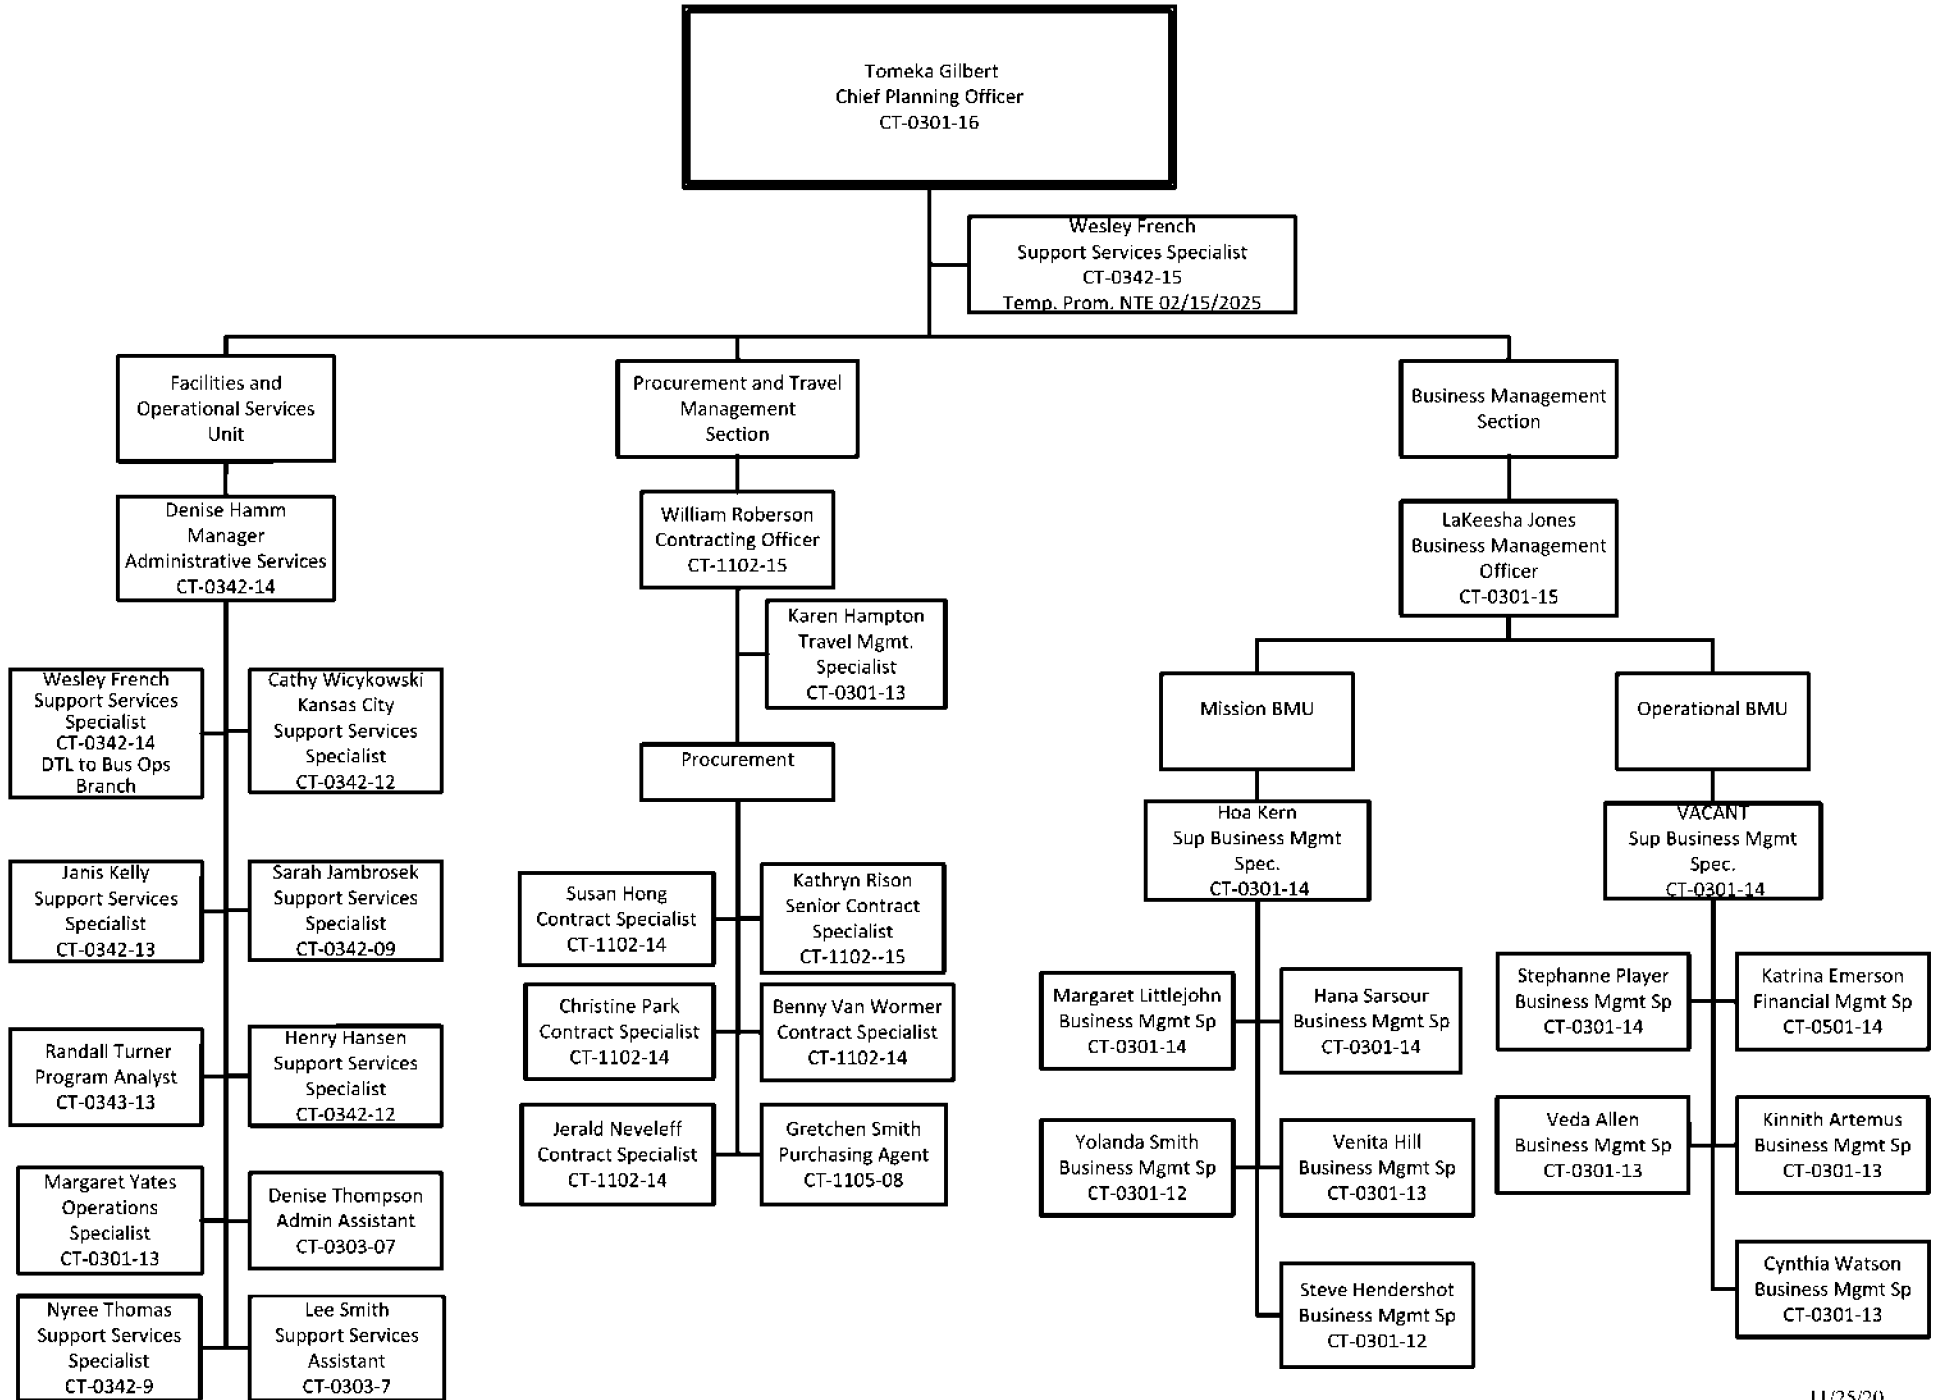 Tomeka Gilbert
Chief Planning Officer
CT-0301-16
Wesley French
Support Services Specialist
CT-0342-15
Temp. Prom. NTE 02/15/2025
Facilities and
Operational Services
Unit
Procurement and Travel
Management
Section
Business Management
Section
Denise Hamm
Manager
Administrative Services
CT-0342-14
William Roberson
Contracting Officer
CT-1102-15
LaKeesha Jones
Business Management
Officer
CT-0301-15
Karen Hampton
Travel Mgmt.
Specialist
CT-0301-13
Wesley French
Support Services
Specialist
CT-0342-14
DTL to Bus Ops
Branch
Cathy Wicykowski
Kansas City
Support Services
Specialist
CT-0342-12
Procurement
Mission BMU
Operational BMU
Hoa Kern
Sup Business Mgmt
Spec.
CT-0301-14
VACANT
Sup Business Mgmt
Spec.
CT-0301-14
Janis Kelly
Support Services
Specialist
CT-0342-13
Sarah Jambrosek
Support Services
Specialist
CT-0342-09
Susan Hong
Contract Specialist
CT-1102-14
Kathryn Rison
Senior Contract
Specialist
CT-1102--15
Margaret Littlejohn
Business Mgmt Sp
CT-0301-14
Hana Sarsour
Business Mgmt Sp
CT-0301-14
Stephanne Player
Business Mgmt Sp
CT-0301-14
Katrina Emerson
Financial Mgmt Sp
CT-0501-14
Randall Turner
Program Analyst
CT-0343-13
Henry Hansen
Support Services
Specialist
CT-0342-12
Christine Park
Contract Specialist
CT-1102-14
Benny Van Wormer
Contract Specialist
CT-1102-14
Jerald Neveleff
Contract Specialist
CT-1102-14
Gretchen Smith
Purchasing Agent
CT-1105-08
Yolanda Smith
Business Mgmt Sp
CT-0301-12
Venita Hill
Business Mgmt Sp
CT-0301-13
Veda Allen
Business Mgmt Sp
CT-0301-13
Kinnith Artemus
Business Mgmt Sp
CT-0301-13
Margaret Yates
Operations
Specialist
CT-0301-13
Denise Thompson
Admin Assistant
CT-0303-07
Steve Hendershot
Business Mgmt Sp
CT-0301-12
Cynthia Watson
Business Mgmt Sp
CT-0301-13
Nyree Thomas
Support Services
Specialist
CT-0342-9
Lee Smith
Support Services
Assistant
CT-0303-7
11/25/20